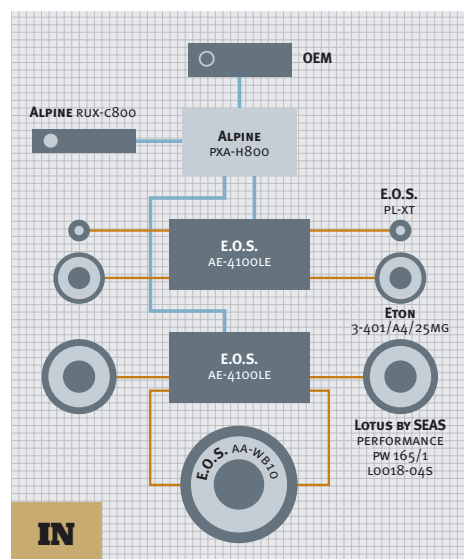 OEM
ALPINE RUX-C800
ALPINE
PXA-H800
E.O.S.
PL-XT
E.O.S.
AE-4100LE
ETON
3-401/A4/25MG
E.O.S.
AE-4100LE
LOTUS BY SEAS
PERFORMANCE
PW 165/1
L0018-04S
E.O.S. AA-WB10
IN